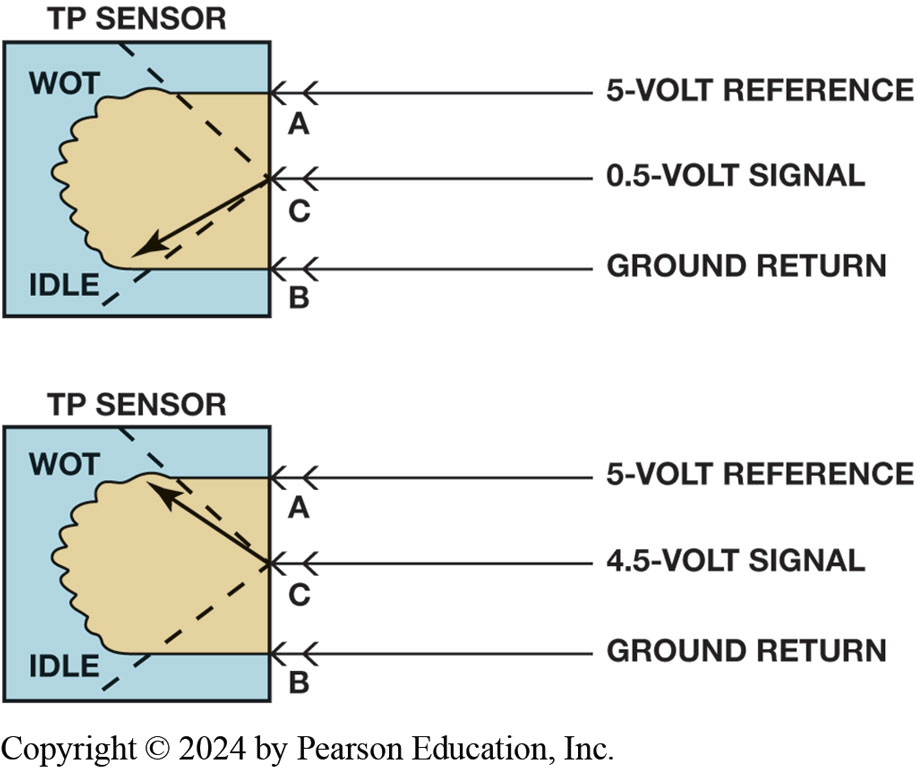 TP SENSOR
WOT
5-VOLT REFERENCE
A
0.5-VOLT SIGNAL
C
IDLE
GROUND RETURN
B
TP SENSOR
WOT
5-VOLT REFERENCE
A
4.5-VOLT SIGNAL
C
IDLE
GROUND RETURN
B
Copyright © 2024 by Pearson Education, Inc.